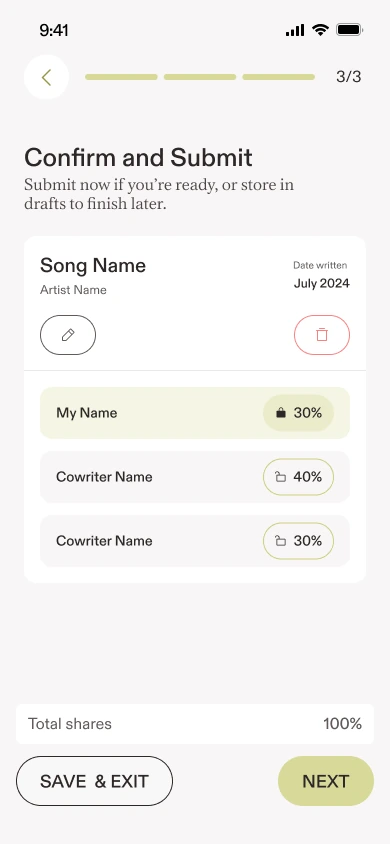 9:41
3/3
Confirm and Submit
Submit now if you’re ready, or store in
drafts to finish later.
Song Name
Date written
Artist Name
July 2024
My Name
30%
Cowriter Name
40%
Cowriter Name
30%
Total shares
100%
SAVE & EXIT
NEXT